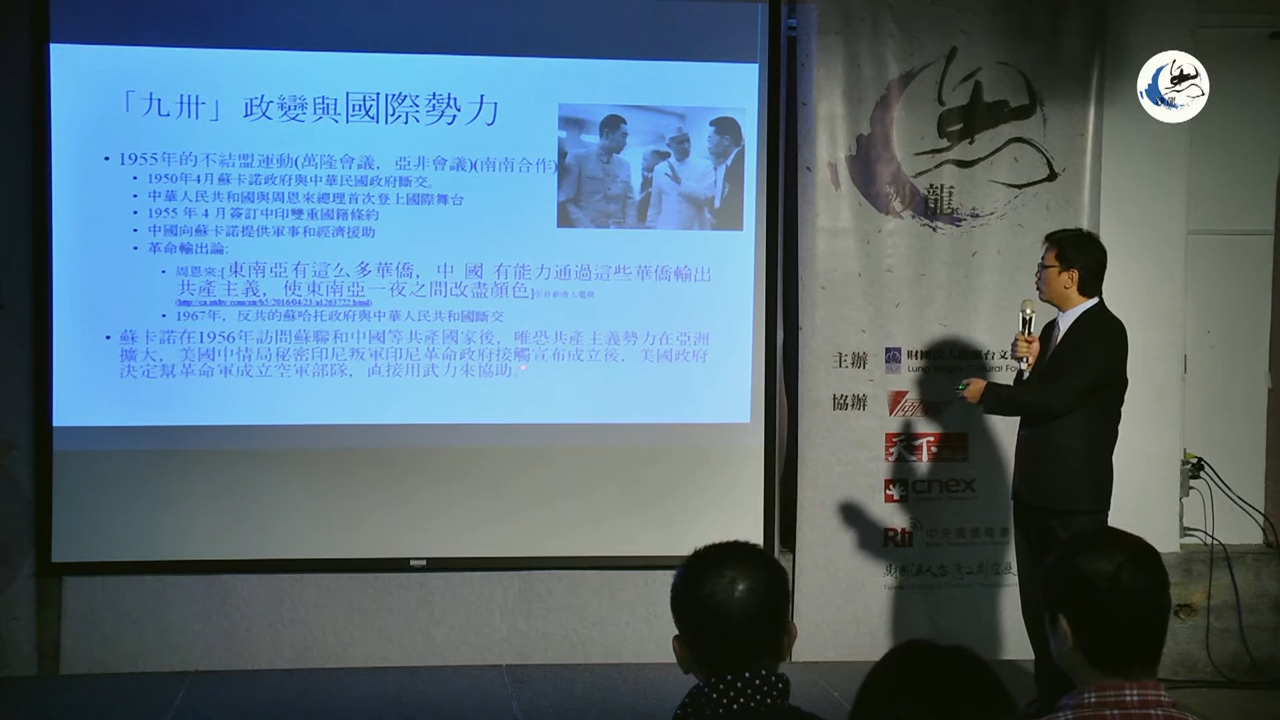 「九卅」政變與國際勢力
• 1955年的不結盟運動(萬隆會議, 亞非會議)(南南合作)
• 1950年4月蘇卡諾政府與中華民國政府斷交。
• 中華人民共和國與周恩來總理首次登上國際舞台
• 1955 年 4 月簽訂中印雙重國籍條約
• 中國向蘇卡諾提供軍事和經濟援助
• 革命輸出論:
• 周恩來:[東南亞有這么多華僑, 中 國 有能力通過這些華僑輸出
共產主義, 使東南亞一夜之間改盡顏色]
• 1967年, 反共的蘇哈托政府與中華人民共和國斷交
• 蘇卡諾在1956年訪問蘇聯和中國等共產國家後, 唯恐共產主義勢力在亞洲
擴大, 美國中情局秘密印尼叛軍印尼革命政府接觸宣布成立後, 美國政府
決定幫革命軍成立空軍部隊, 直接用武力來協助。
沙龍
主辦
協辦
天下
cnex
Rti 中央廣播電臺